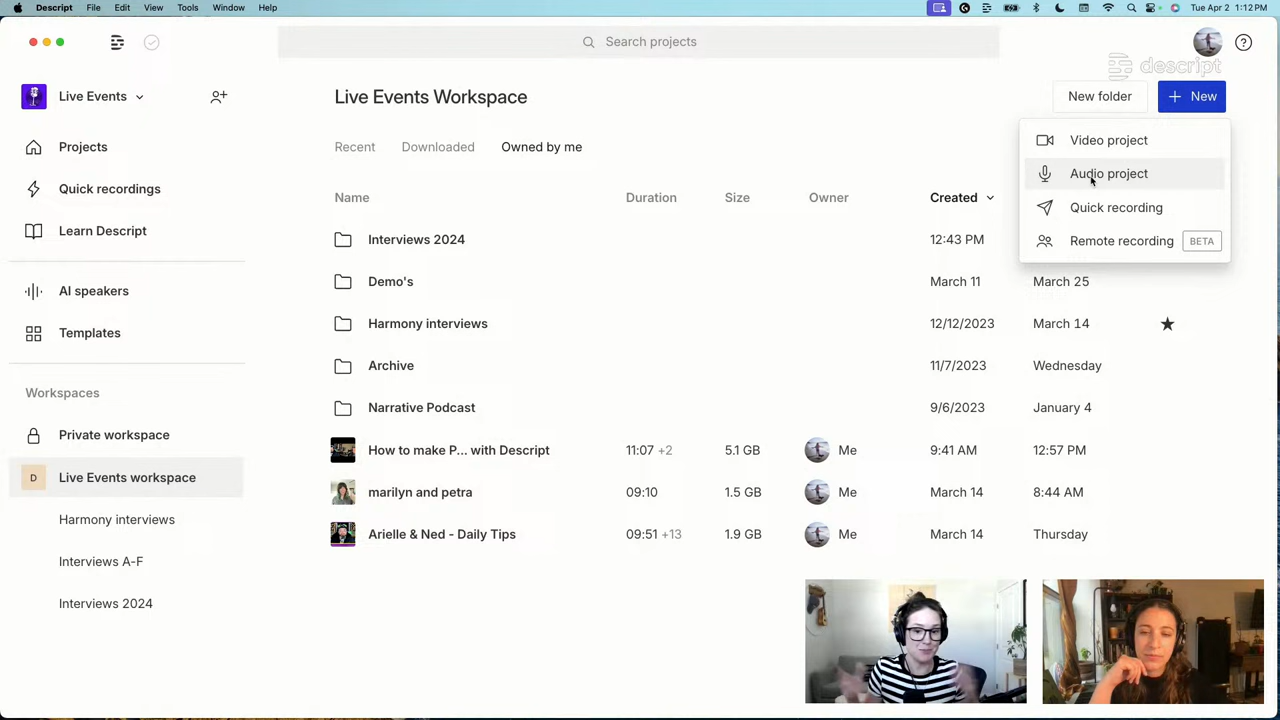 Descript File Edit View Tools Window Help Tue Apr 2 1:12 PM
Search projects
descript
Live Events
Live Events Workspace
New folder
+ New
Video project
Audio project
Quick recording
Remote recording BETA
Projects
Quick recordings
Learn Descript
AI speakers
Templates
Workspaces
Private workspace
D Live Events workspace
Harmony interviews
Interviews A-F
Interviews 2024
Recent Downloaded Owned by me
Name Duration Size Owner Created
Interviews 2024 12:43 PM
Demo's March 11 March 25
Harmony interviews 12/12/2023 March 14
Archive 11/7/2023 Wednesday
Narrative Podcast 9/6/2023 January 4
How to make P... with Descript 11:07 +2 5.1 GB Me 9:41 AM 12:57 PM
marilyn and petra 09:10 1.5 GB Me March 14 8:44 AM
Arielle & Ned - Daily Tips 09:51 +13 1.9 GB Me March 14 Thursday